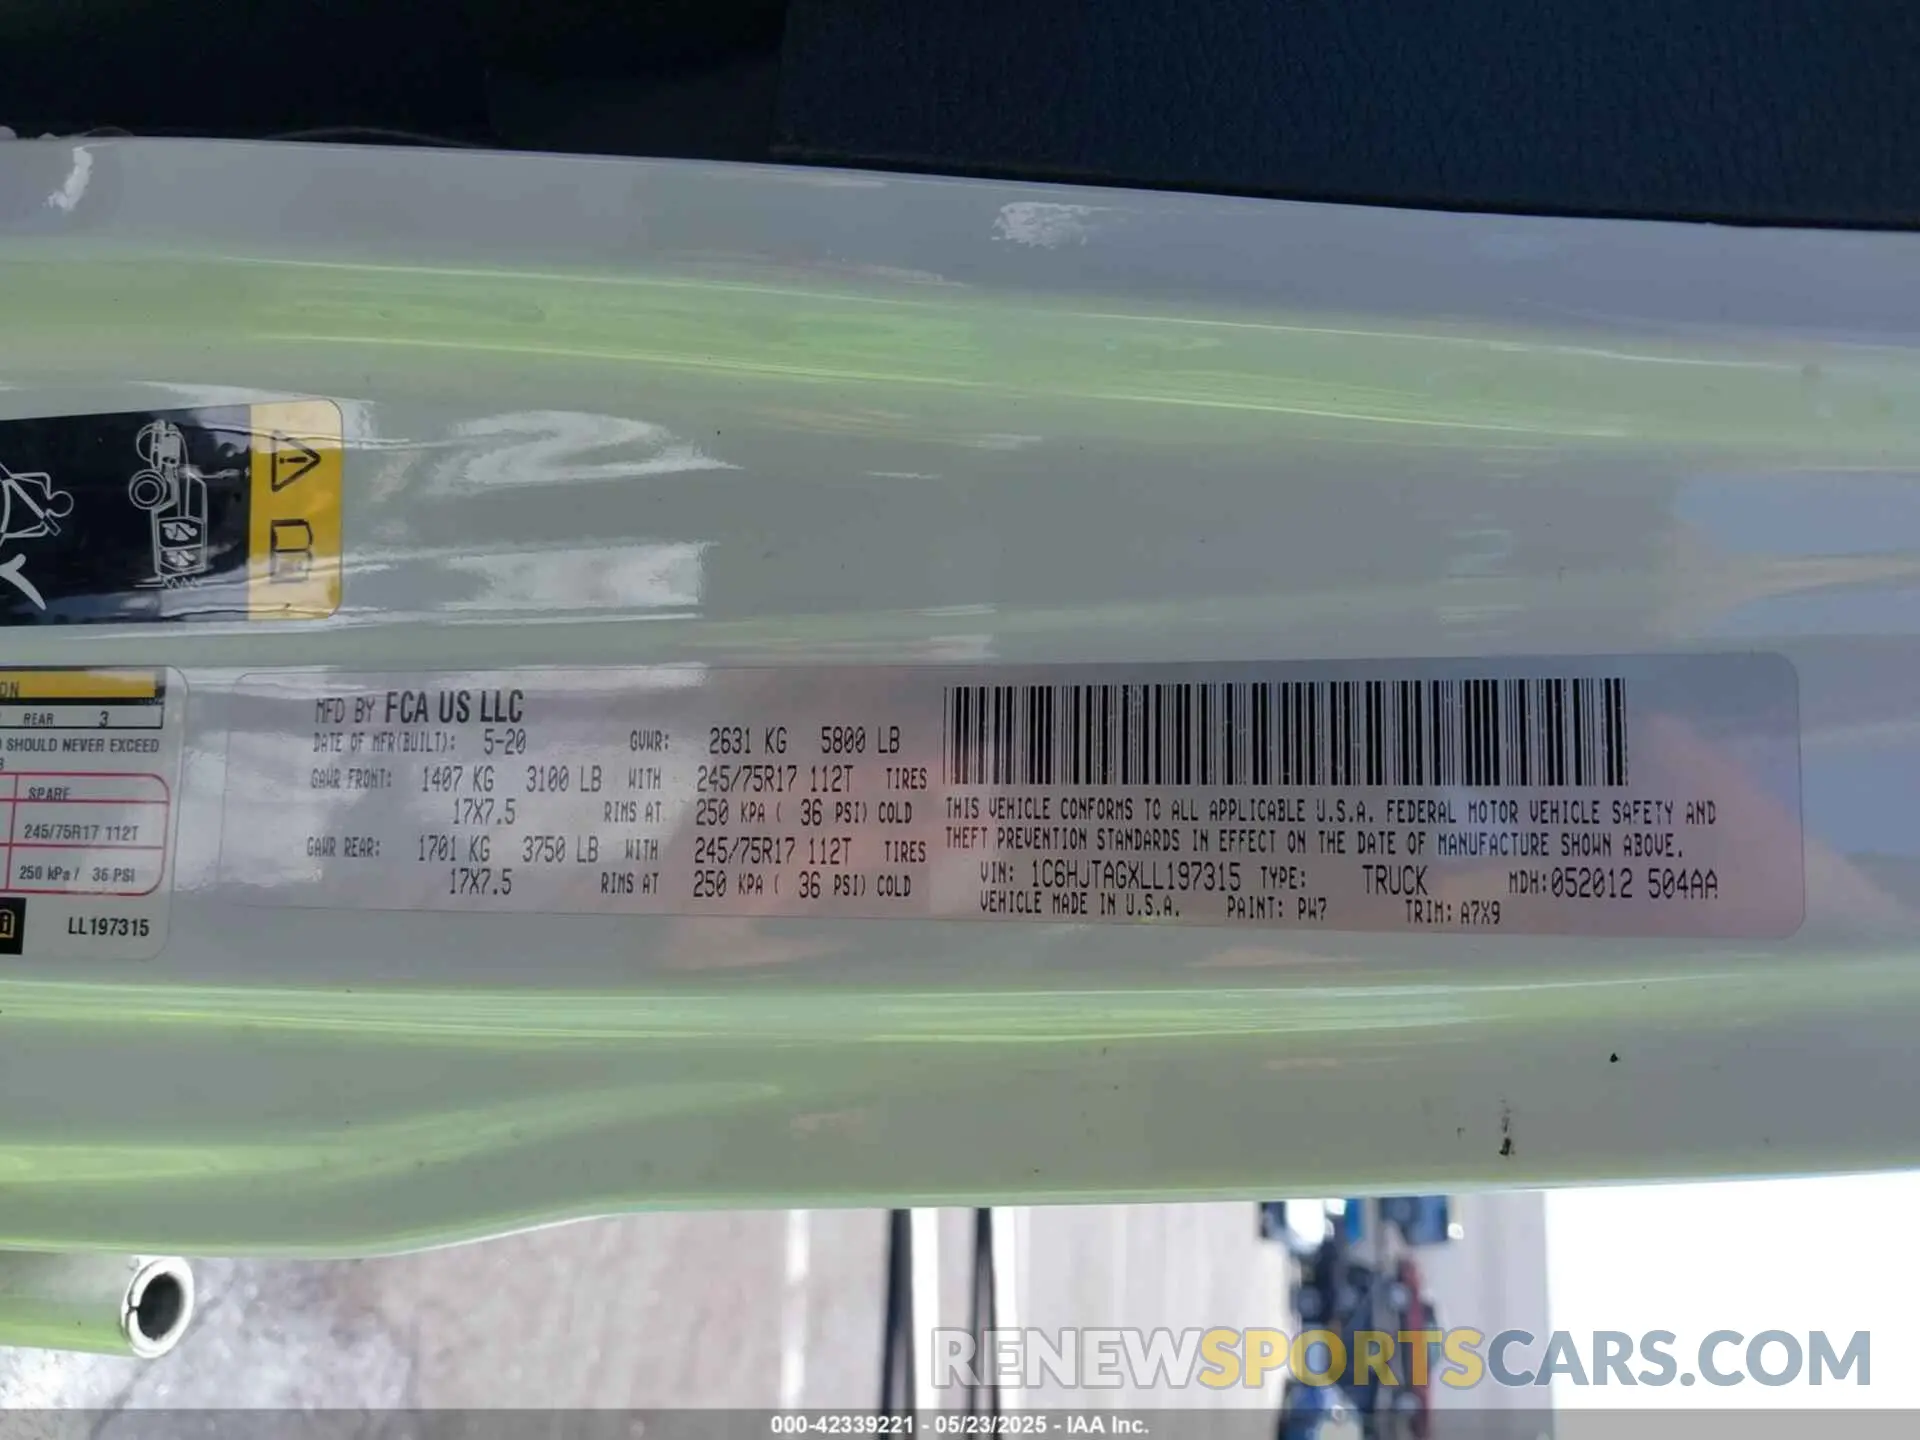 MFD BY FCA US LLC
DATE OF MFR(BUILT): 5-20 GVWR: 2631 KG 5800 LB
GAWR FRONT: 1407 KG 3100 LB WITH 245/75R17 112T TIRES
17X7.5 RIMS AT 250 KPA ( 36 PSI) COLD
GAWR REAR: 1701 KG 3750 LB WITH 245/75R17 112T TIRES
17X7.5 RIMS AT 250 KPA ( 36 PSI) COLD
THIS VEHICLE CONFORMS TO ALL APPLICABLE U.S.A. FEDERAL MOTOR VEHICLE SAFETY AND
THEFT PREVENTION STANDARDS IN EFFECT ON THE DATE OF MANUFACTURE SHOWN ABOVE.
VIN: 1C6HJTAGXLL197315 TYPE: TRUCK MDH:052012 504AA
VEHICLE MADE IN U.S.A. PAINT: PW7 TRIM: A7X9
REAR 3
SHOULD NEVER EXCEED
SPARE
245/75R17 112T
250 kPa / 36 PSI
LL197315
RENEWSPORTSCARS.COM
000-42339221 - 05/23/2025 - IAA Inc.